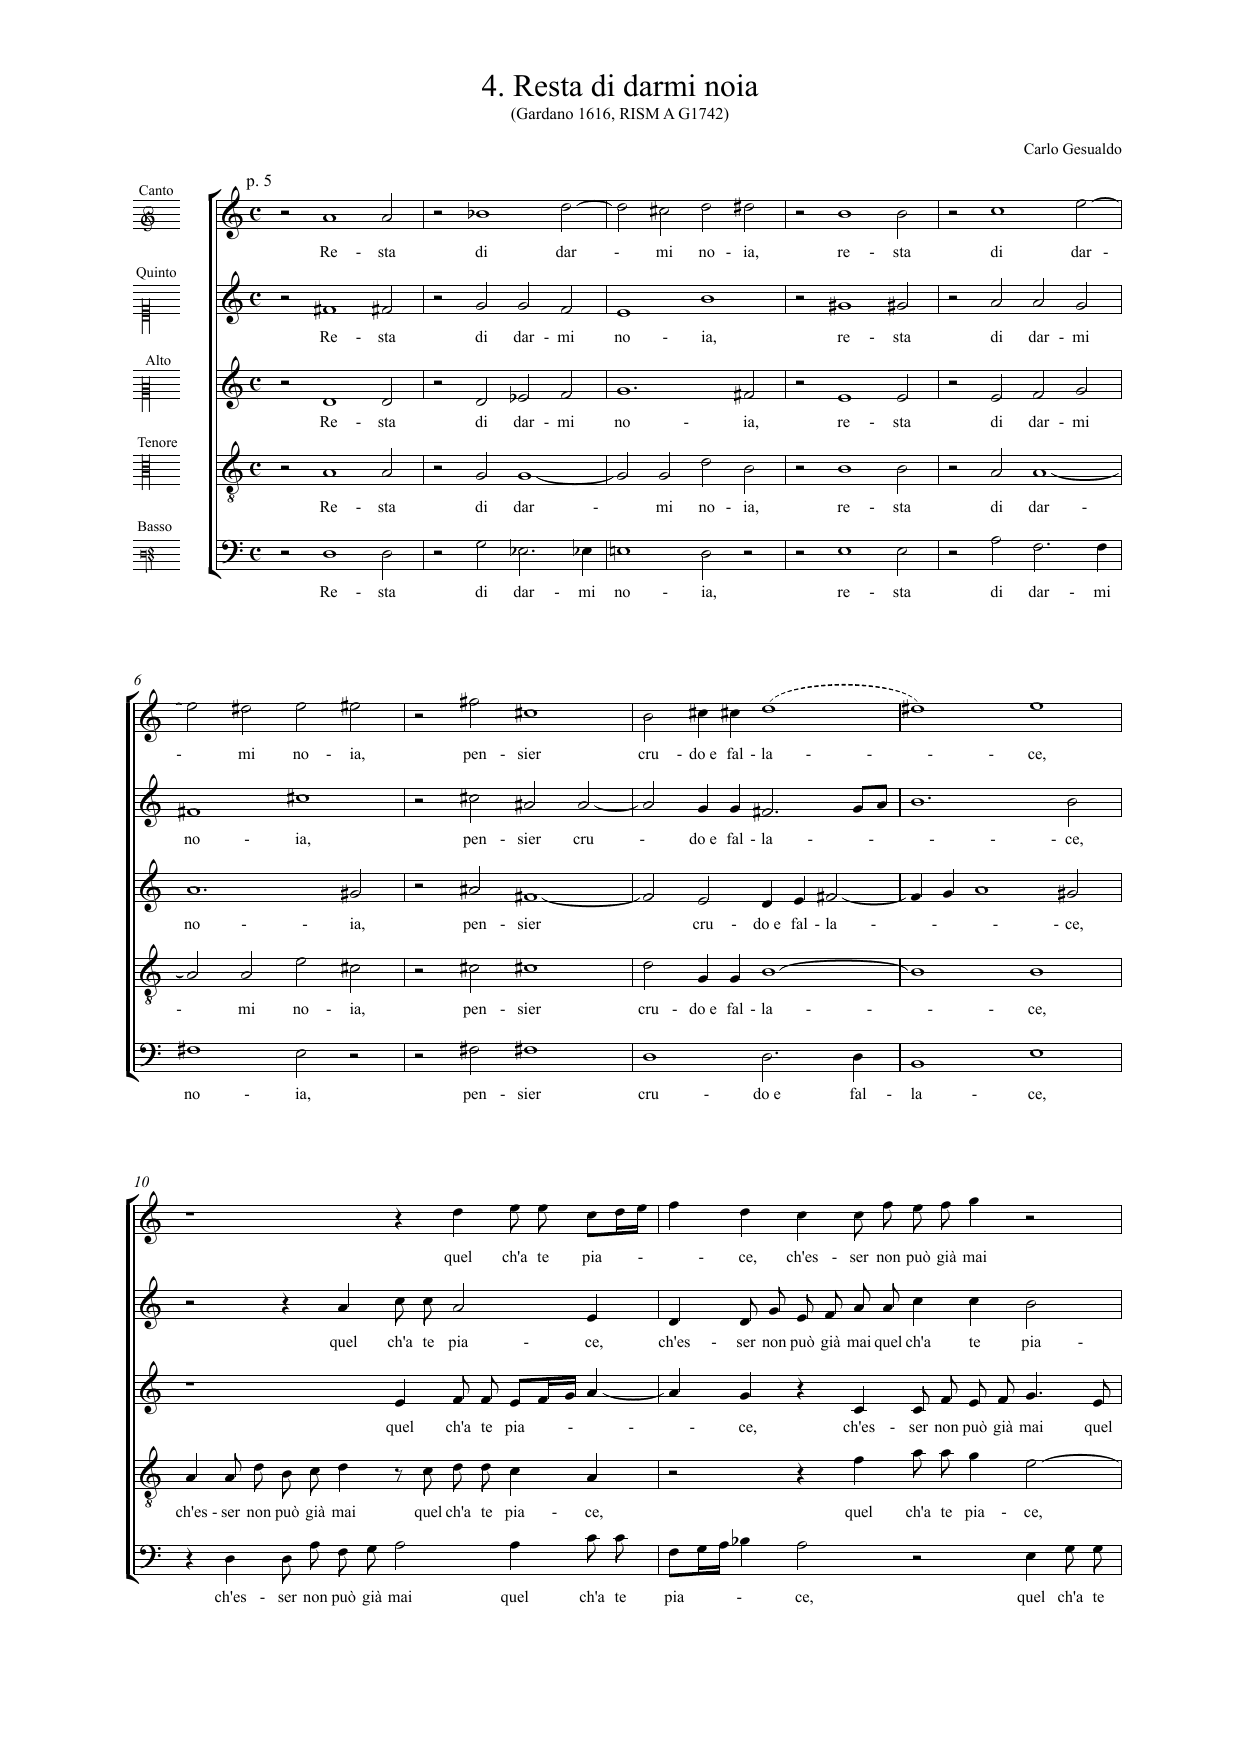 4. Resta di darmi noia
(Gardano 1616, RISM A G1742)
Carlo Gesualdo
p. 5
Canto
Re - sta di dar - mi no - ia, re - sta di dar -
Quinto
Re - sta di dar - mi no - ia, re - sta di dar - mi
Alto
Re - sta di dar - mi no - ia, re - sta di dar - mi
Tenore
8
Re - sta di dar - mi no - ia, re - sta di dar -
Basso
Re - sta di dar - mi no - ia, re - sta di dar - mi
6
- mi no - ia, pen - sier cru - do e fal - la - - - - ce,
no - ia, pen - sier cru - do e fal - la - - - - - ce,
no - - ia, pen - sier cru - do e fal - la - - - - ce,
8
- mi no - ia, pen - sier cru - do e fal - la - - - - ce,
no - ia, pen - sier cru - do e fal - la - ce,
10
quel ch'a te pia - - ce, ch'es - ser non può già mai
quel ch'a te pia - ce, ch'es - ser non può già mai quel ch'a te pia -
quel ch'a te pia - - - ce, ch'es - ser non può già mai quel
8
ch'es - ser non può già mai quel ch'a te pia - ce, quel ch'a te pia - ce,
ch'es - ser non può già mai quel ch'a te pia - ce, quel ch'a te